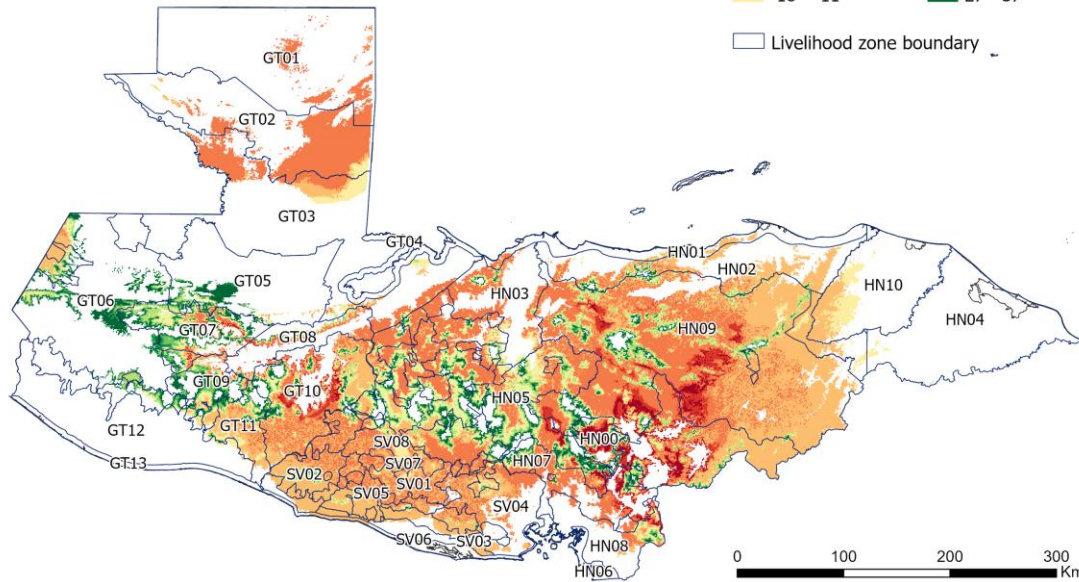 Livelihood zone boundary
GT01
GT02
GT03
GT04
HN01
HN02
GT05
HN10
HN03
HN04
GT06
HN09
GT07
GT08
GT09
GT10
HN05
GT12
GT11
HN00
SV08
GT13
HN07
SV07
SV02
SV01
SV05
SV04
SV06
SV03
HN08
HN06
0 100 200 300
Km